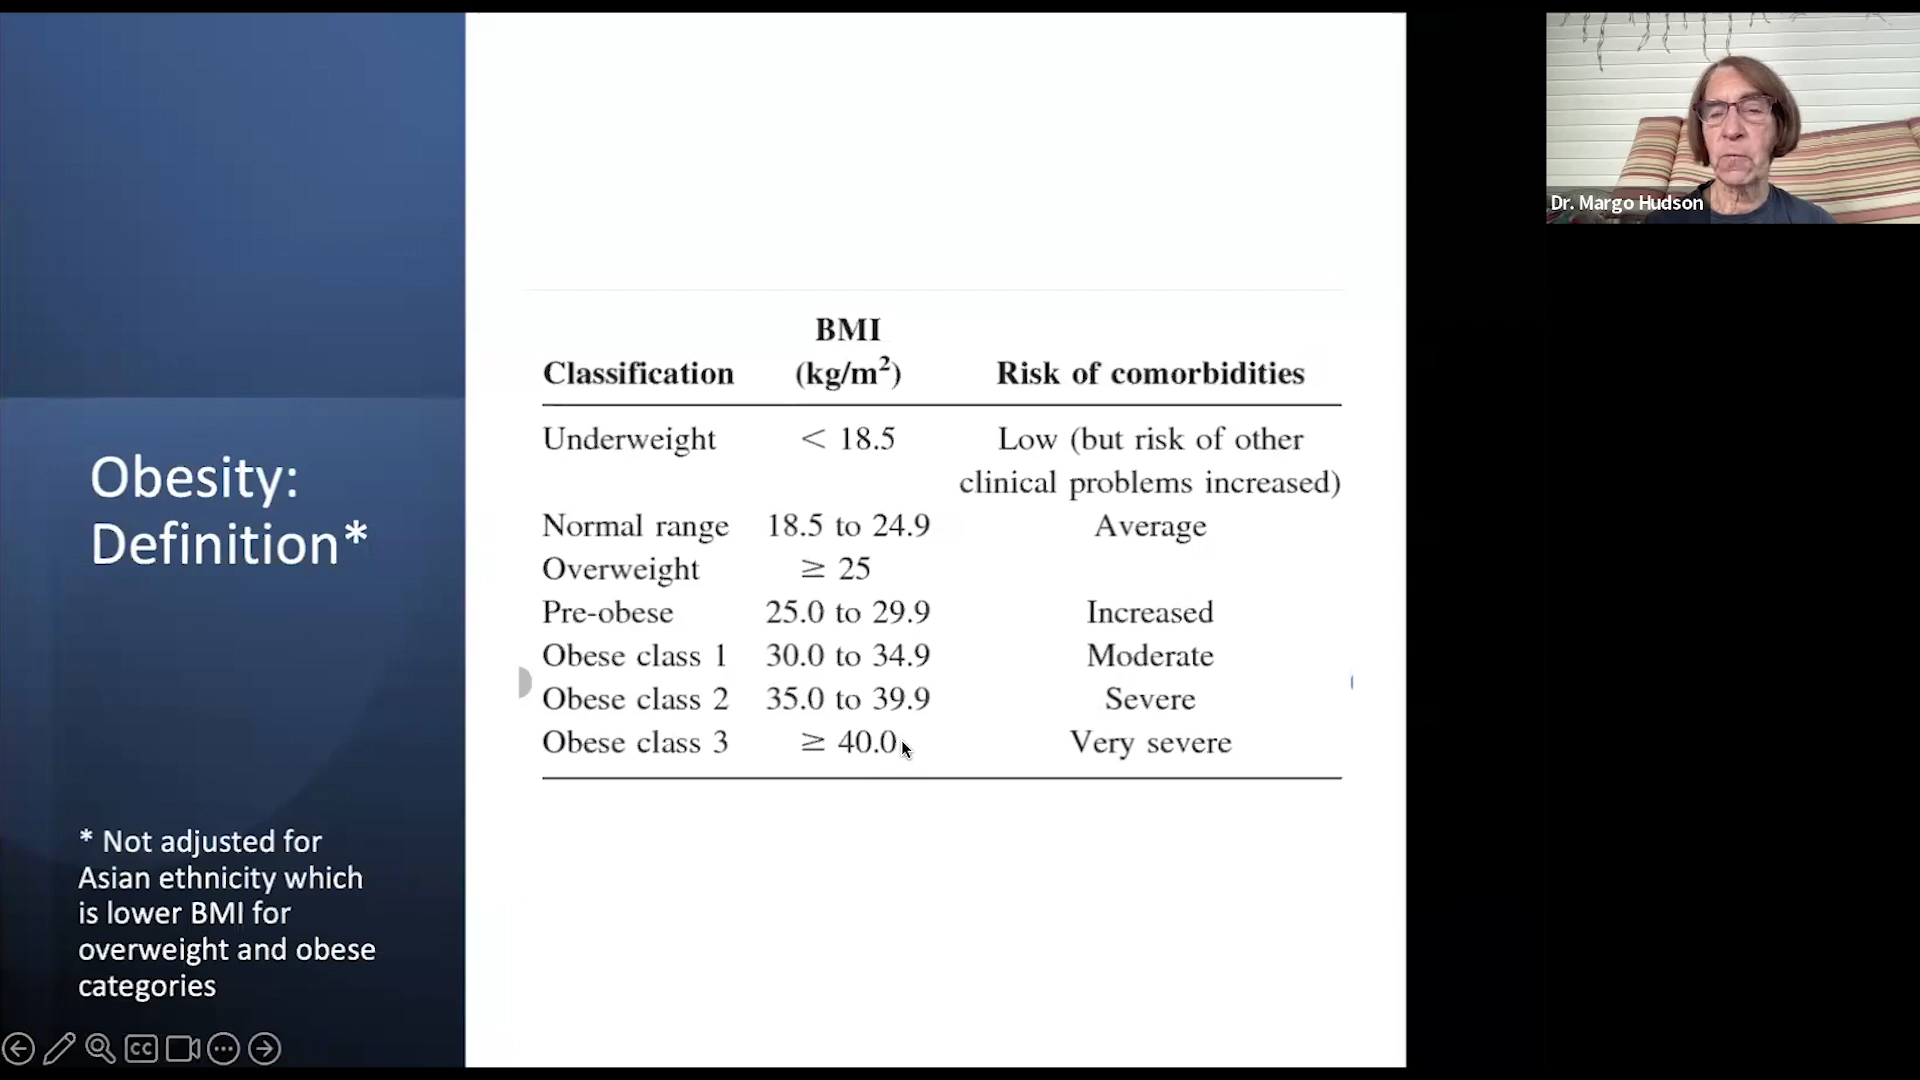 Obesity:
Definition*
* Not adjusted for
Asian ethnicity which
is lower BMI for
overweight and obese
categories
BMI
Classification (kg/m²) Risk of comorbidities
Underweight < 18.5 Low (but risk of other
clinical problems increased)
Normal range 18.5 to 24.9 Average
Overweight ≥ 25
Pre-obese 25.0 to 29.9 Increased
Obese class 1 30.0 to 34.9 Moderate
Obese class 2 35.0 to 39.9 Severe
Obese class 3 ≥ 40.0 Very severe
Dr. Margo Hudson
CC